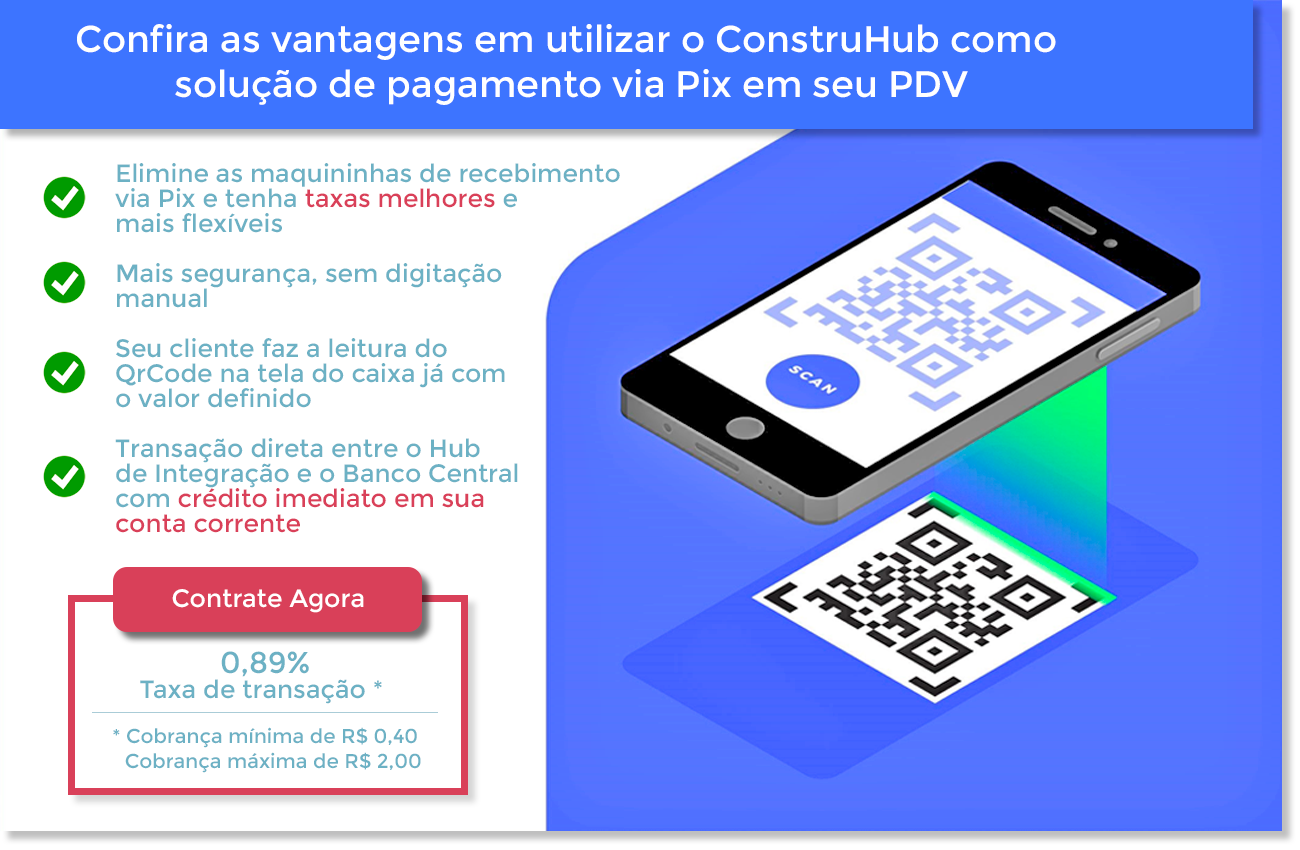 Confira as vantagens em utilizar o ConstruHub como
solução de pagamento via Pix em seu PDV
Elimine as maquininhas de recebimento
via Pix e tenha taxas melhores e
mais flexíveis
Mais segurança, sem digitação
manual
Seu cliente faz a leitura do
QrCode na tela do caixa já com
o valor definido
Transação direta entre o Hub
de Integração e o Banco Central
com crédito imediato em sua
conta corrente
Contrate Agora
0,89%
Taxa de transação *
* Cobrança mínima de R$ 0,40
Cobrança máxima de R$ 2,00
SCAN